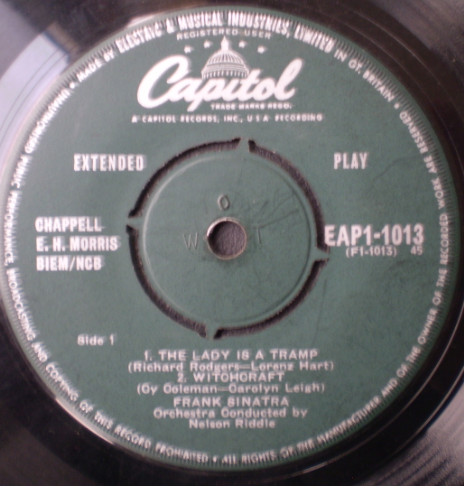 MADE BY ELECTRIC & MUSICAL INDUSTRIES, LIMITED IN GT. BRITAIN • ALL RIGHTS OF THE MANUFACTURER AND OF THE OWNER OF THE RECORDED WORK RESERVED
BROADCASTING AND COPYING OF THIS RECORD PROHIBITED •
REGISTERED-USER
Capitol
TRADE MARKS REGD.
A CAPITOL RECORDS, INC., U.S.A. RECORDING
EXTENDED PLAY
CHAPPELL
E. H. MORRIS
BIEM/NCB
EAP1-1013
(F1-1013) 45
Side 1
1. THE LADY IS A TRAMP
(Richard Rodgers—Lorenz Hart)
2. WITCHCRAFT
(Cy Coleman—Carolyn Leigh)
FRANK SINATRA
Orchestra Conducted by
Nelson Riddle